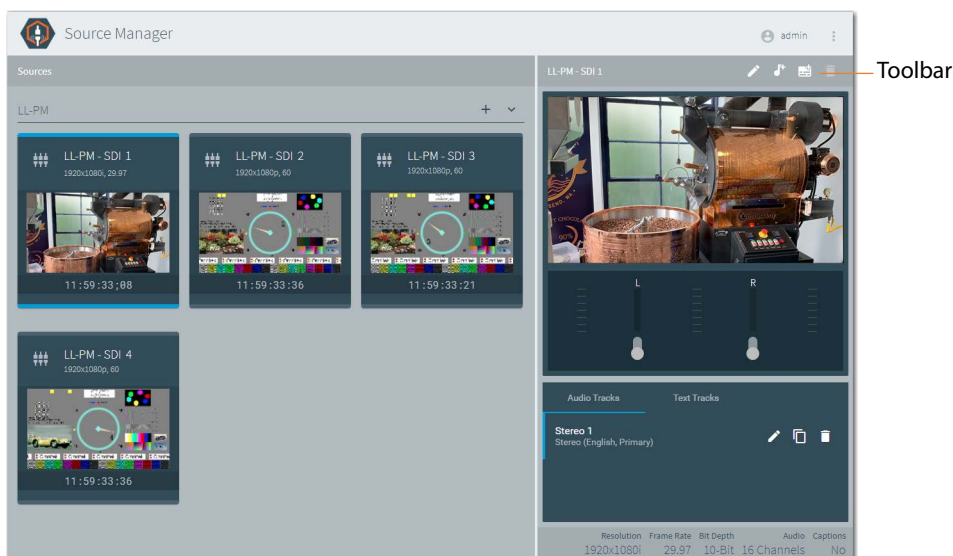 Source Manager
admin
Sources
LL-PM - SDI 1
Toolbar
LL-PM
LL-PM - SDI 1
1920x1080i, 29.97
LL-PM - SDI 2
1920x1080p, 60
LL-PM - SDI 3
1920x1080p, 60
11:59:33;08
11:59:33:36
11:59:33:21
LL-PM - SDI 4
1920x1080p, 60
11:59:33:36
90%
L
R
Audio Tracks
Text Tracks
Stereo 1
Stereo (English, Primary)
Resolution Frame Rate Bit Depth Audio Captions
1920x1080i 29.97 10-Bit 16 Channels No